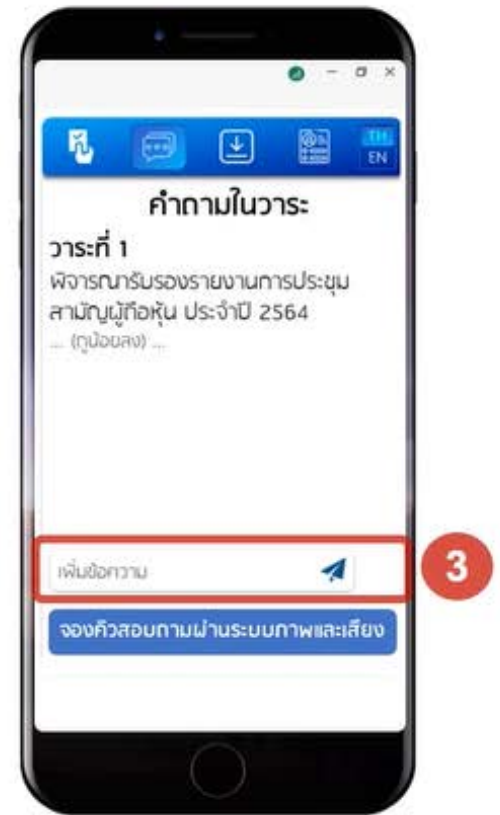 TH
EN
คำถามในวาระ
วาระที่ 1
พิจารณารับรองรายงานการประชุม
สามัญผู้ถือหุ้น ประจำปี 2564
... (ดูน้อยลง) ...
เพิ่มข้อความ
3
จองคิวสอบถามผ่านระบบภาพและเสียง